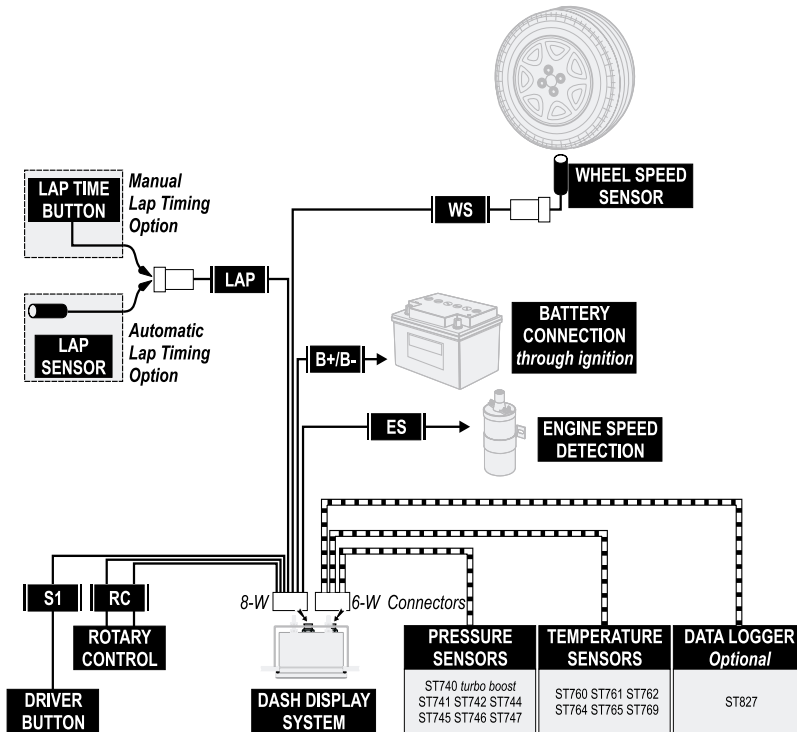 WHEEL SPEED
SENSOR
WS
LAP TIME
BUTTON
Manual
Lap Timing
Option
LAP
LAP
SENSOR
Automatic
Lap Timing
Option
B+/B-
BATTERY
CONNECTION
through ignition
ES
ENGINE SPEED
DETECTION
S1
RC
8-W
6-W Connectors
ROTARY
CONTROL
DRIVER
BUTTON
DASH DISPLAY
SYSTEM
PRESSURE
SENSORS
ST740 turbo boost
ST741 ST742 ST744
ST745 ST746 ST747
TEMPERATURE
SENSORS
ST760 ST761 ST762
ST764 ST765 ST769
DATA LOGGER
Optional
ST827